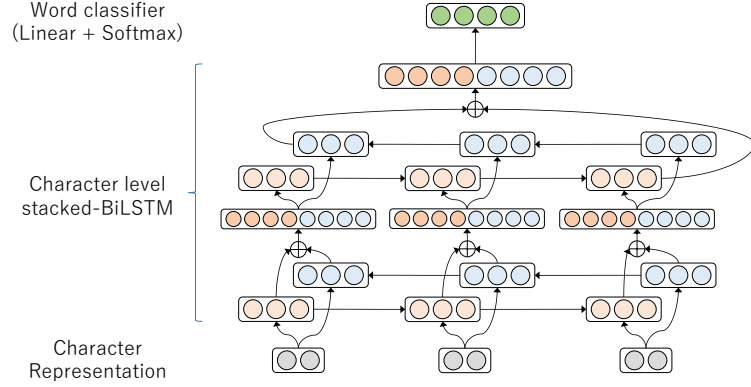 Word classifier
(Linear + Softmax)
Character level
stacked-BiLSTM
Character
Representation